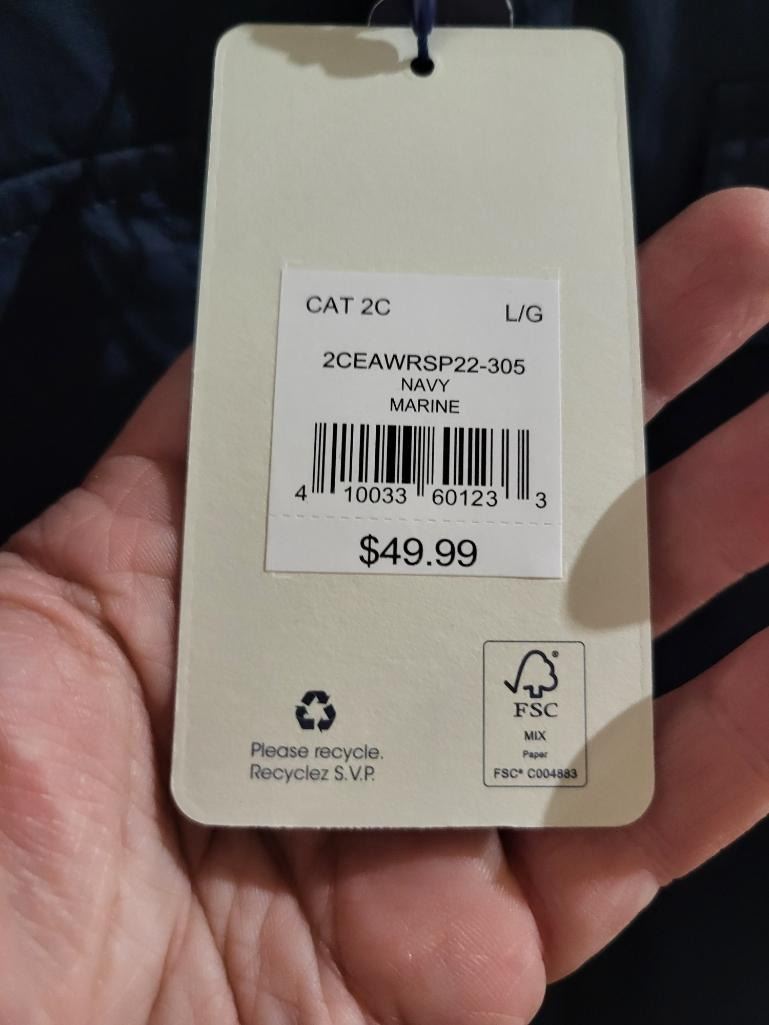 CAT 2C L/G
2CEAWRSP22-305
NAVY
MARINE
4 10033 60123 3
$49.99
Please recycle.
Recyclez S.V.P.
®
FSC
MIX
Paper
FSC® C004883